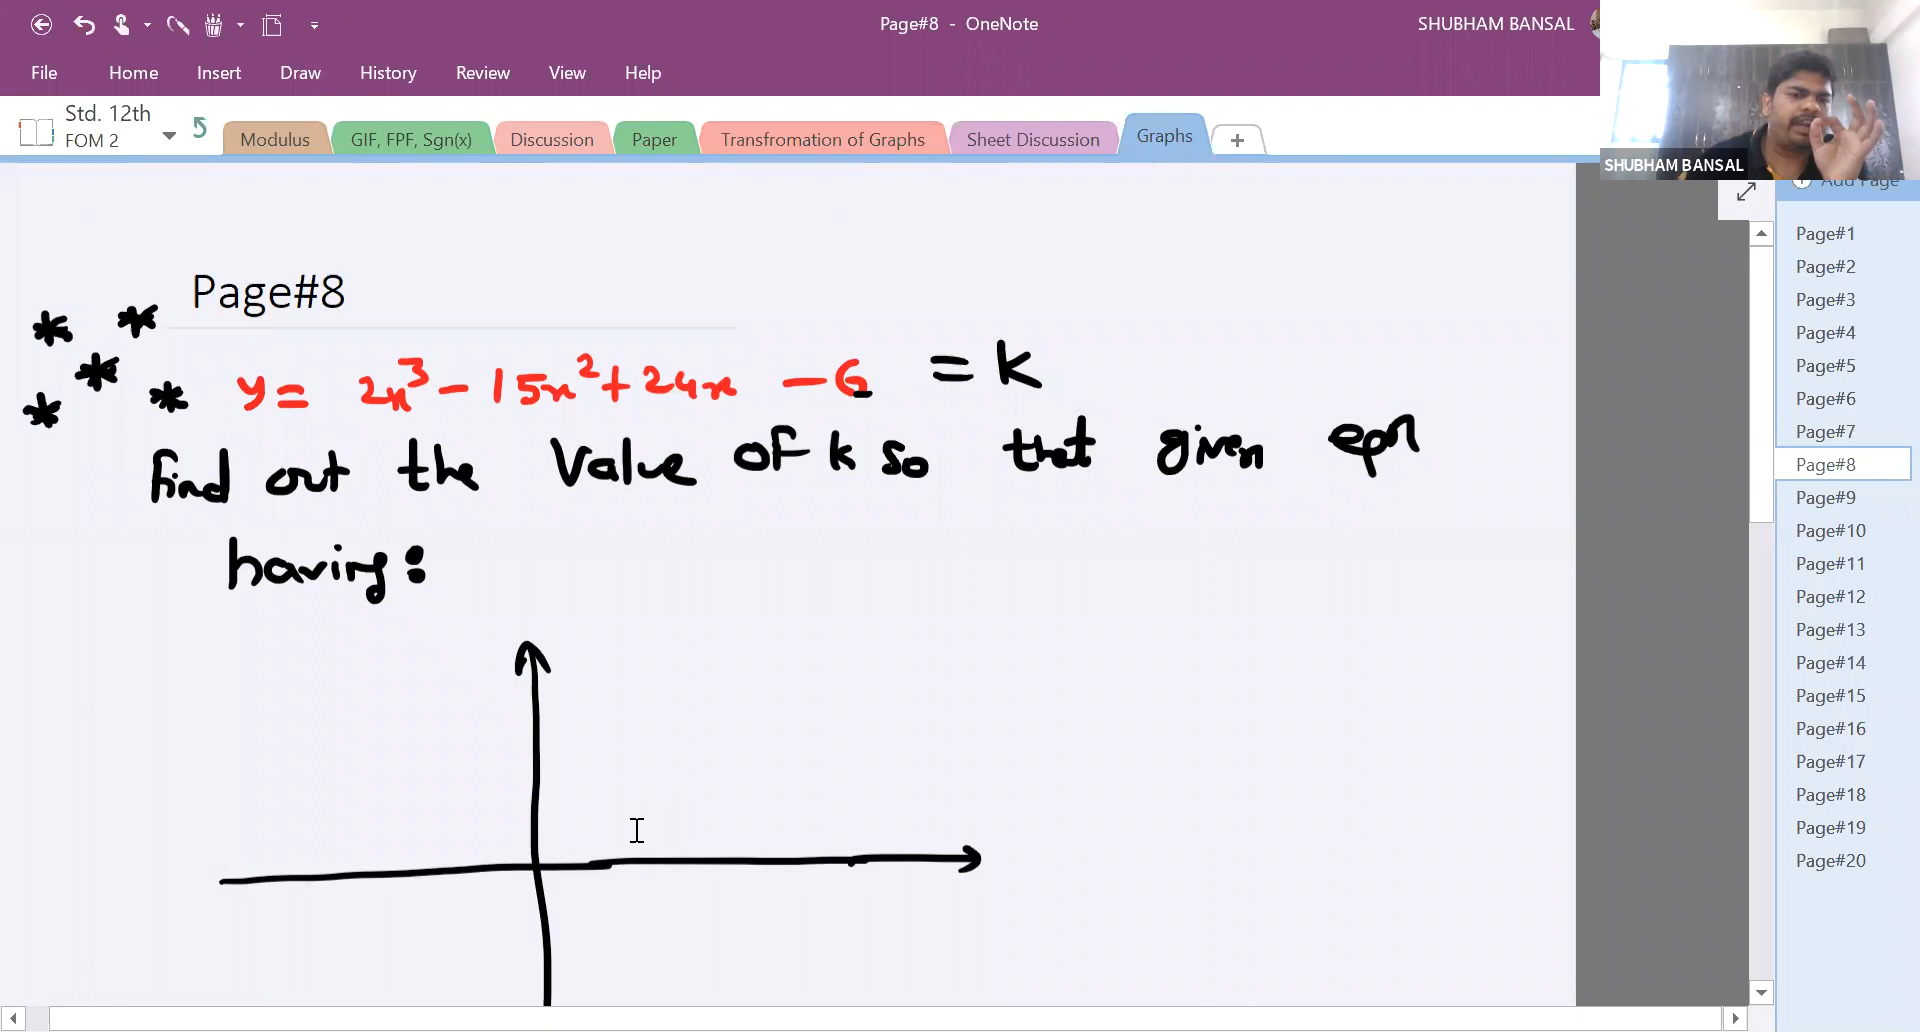 Page#8 - OneNote
SHUBHAM BANSAL
File Home Insert Draw History Review View Help
Std. 12th
FOM 2
Modulus GIF, FPF, Sgn(x) Discussion Paper Transfromation of Graphs Sheet Discussion Graphs +
SHUBHAM BANSAL
Add Page
Page#8
y = 2x³ - 15x² + 24x - 6 = k
Find out the Value of k so that given eqn
having:
Page#1
Page#2
Page#3
Page#4
Page#5
Page#6
Page#7
Page#8
Page#9
Page#10
Page#11
Page#12
Page#13
Page#14
Page#15
Page#16
Page#17
Page#18
Page#19
Page#20